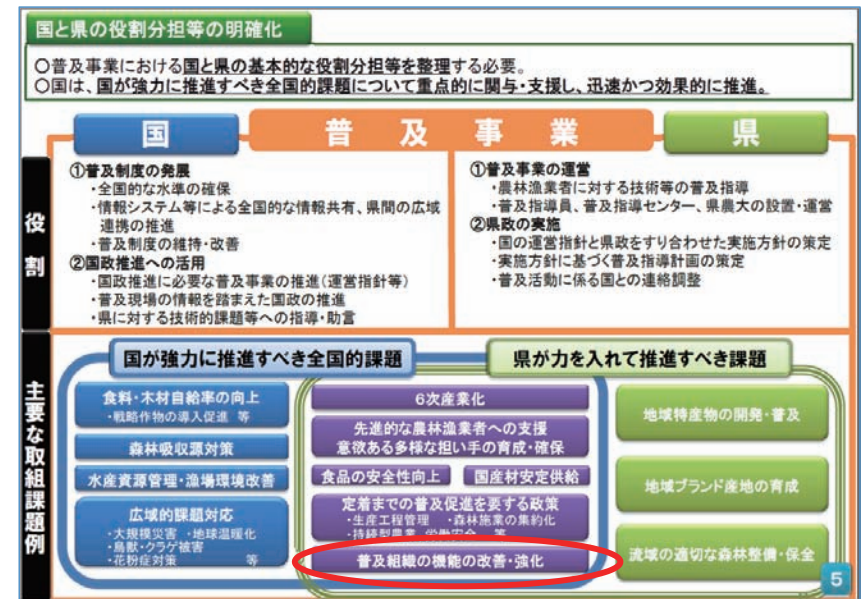 国と県の役割分担等の明確化
○普及事業における国と県の基本的な役割分担等を整理する必要。
○国は、国が強力に推進すべき全国的課題について重点的に関与・支援し、迅速かつ効果的に推進。
国
普及事業
県
役割
①普及制度の発展
・全国的な水準の確保
・情報システム等による全国的な情報共有、県間の広域
連携の推進
・普及制度の維持・改善
②国政推進への活用
・国政推進に必要な普及事業の推進(運営指針等)
・普及現場の情報を踏まえた国政の推進
・県に対する技術的課題等への指導・助言
①普及事業の運営
・農林漁業者に対する技術等の普及指導
・普及指導員、普及指導センター、県農大の設置・運営
②県政の実施
・国の運営指針と県政をすり合わせた実施方針の策定
・実施方針に基づく普及指導計画の策定
・普及活動に係る国との連絡調整
主要な取組課題例
国が強力に推進すべき全国的課題
県が力を入れて推進すべき課題
食料・木材自給率の向上
・戦略作物の導入促進 等
森林吸収源対策
水産資源管理・漁場環境改善
広域的課題対応
・大規模災害 ・地球温暖化
・鳥獣・クラゲ被害
・花粉症対策 等
6次産業化
先進的な農林漁業者への支援
意欲ある多様な担い手の育成・確保
食品の安全性向上
国産材安定供給
定着までの普及促進を要する政策
・生産工程管理 ・森林施業の集約化
・持続型農業 ・労働安全 等
普及組織の機能の改善・強化
地域特産物の開発・普及
地域ブランド産地の育成
流域の適切な森林整備・保全
5